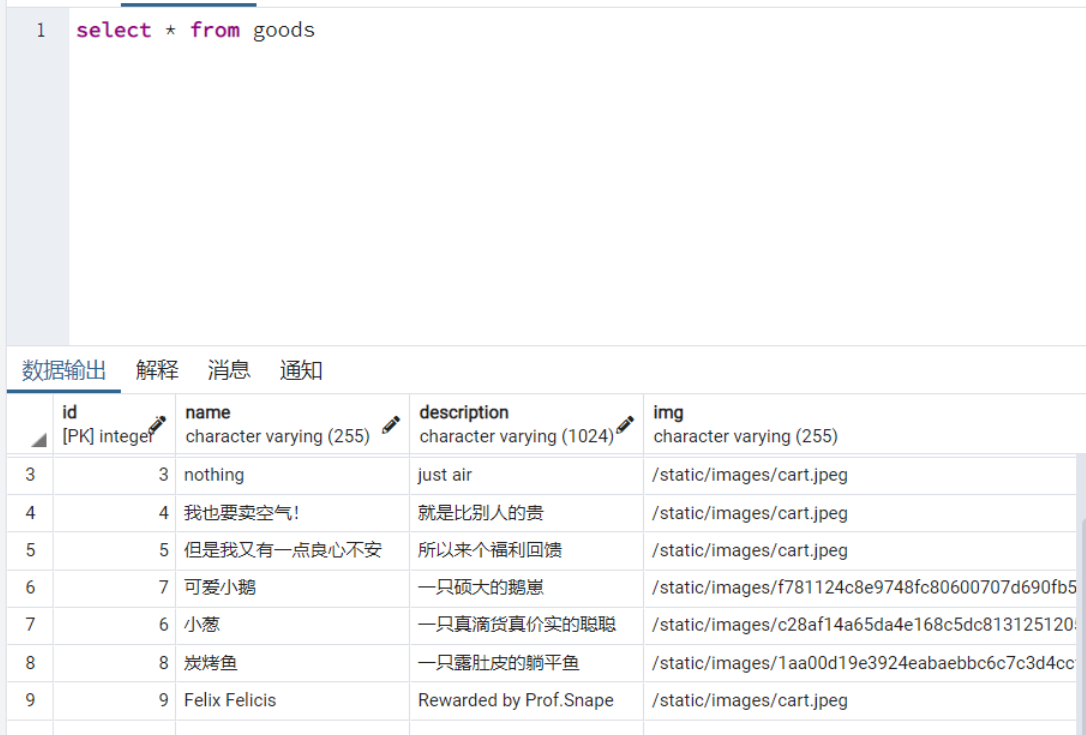 1 select * from goods
数据输出 解释 消息 通知
id name description img
[PK] integer character varying (255) character varying (1024) character varying (255)
3 3 nothing just air /static/images/cart.jpeg
4 4 我也要卖空气！ 就是比别人的贵 /static/images/cart.jpeg
5 5 但是我又有一点良心不安 所以来个福利回馈 /static/images/cart.jpeg
6 7 可爱小鹅 一只硕大的鹅崽 /static/images/f781124c8e9748fc80600707d690fb5
7 6 小葱 一只真滴货真价实的聪聪 /static/images/c28af14a65da4e168c5dc813125120
8 8 炭烤鱼 一只露肚皮的躺平鱼 /static/images/1aa00d19e3924eabaebbc6c7c3d4cc
9 9 Felix Felicis Rewarded by Prof.Snape /static/images/cart.jpeg